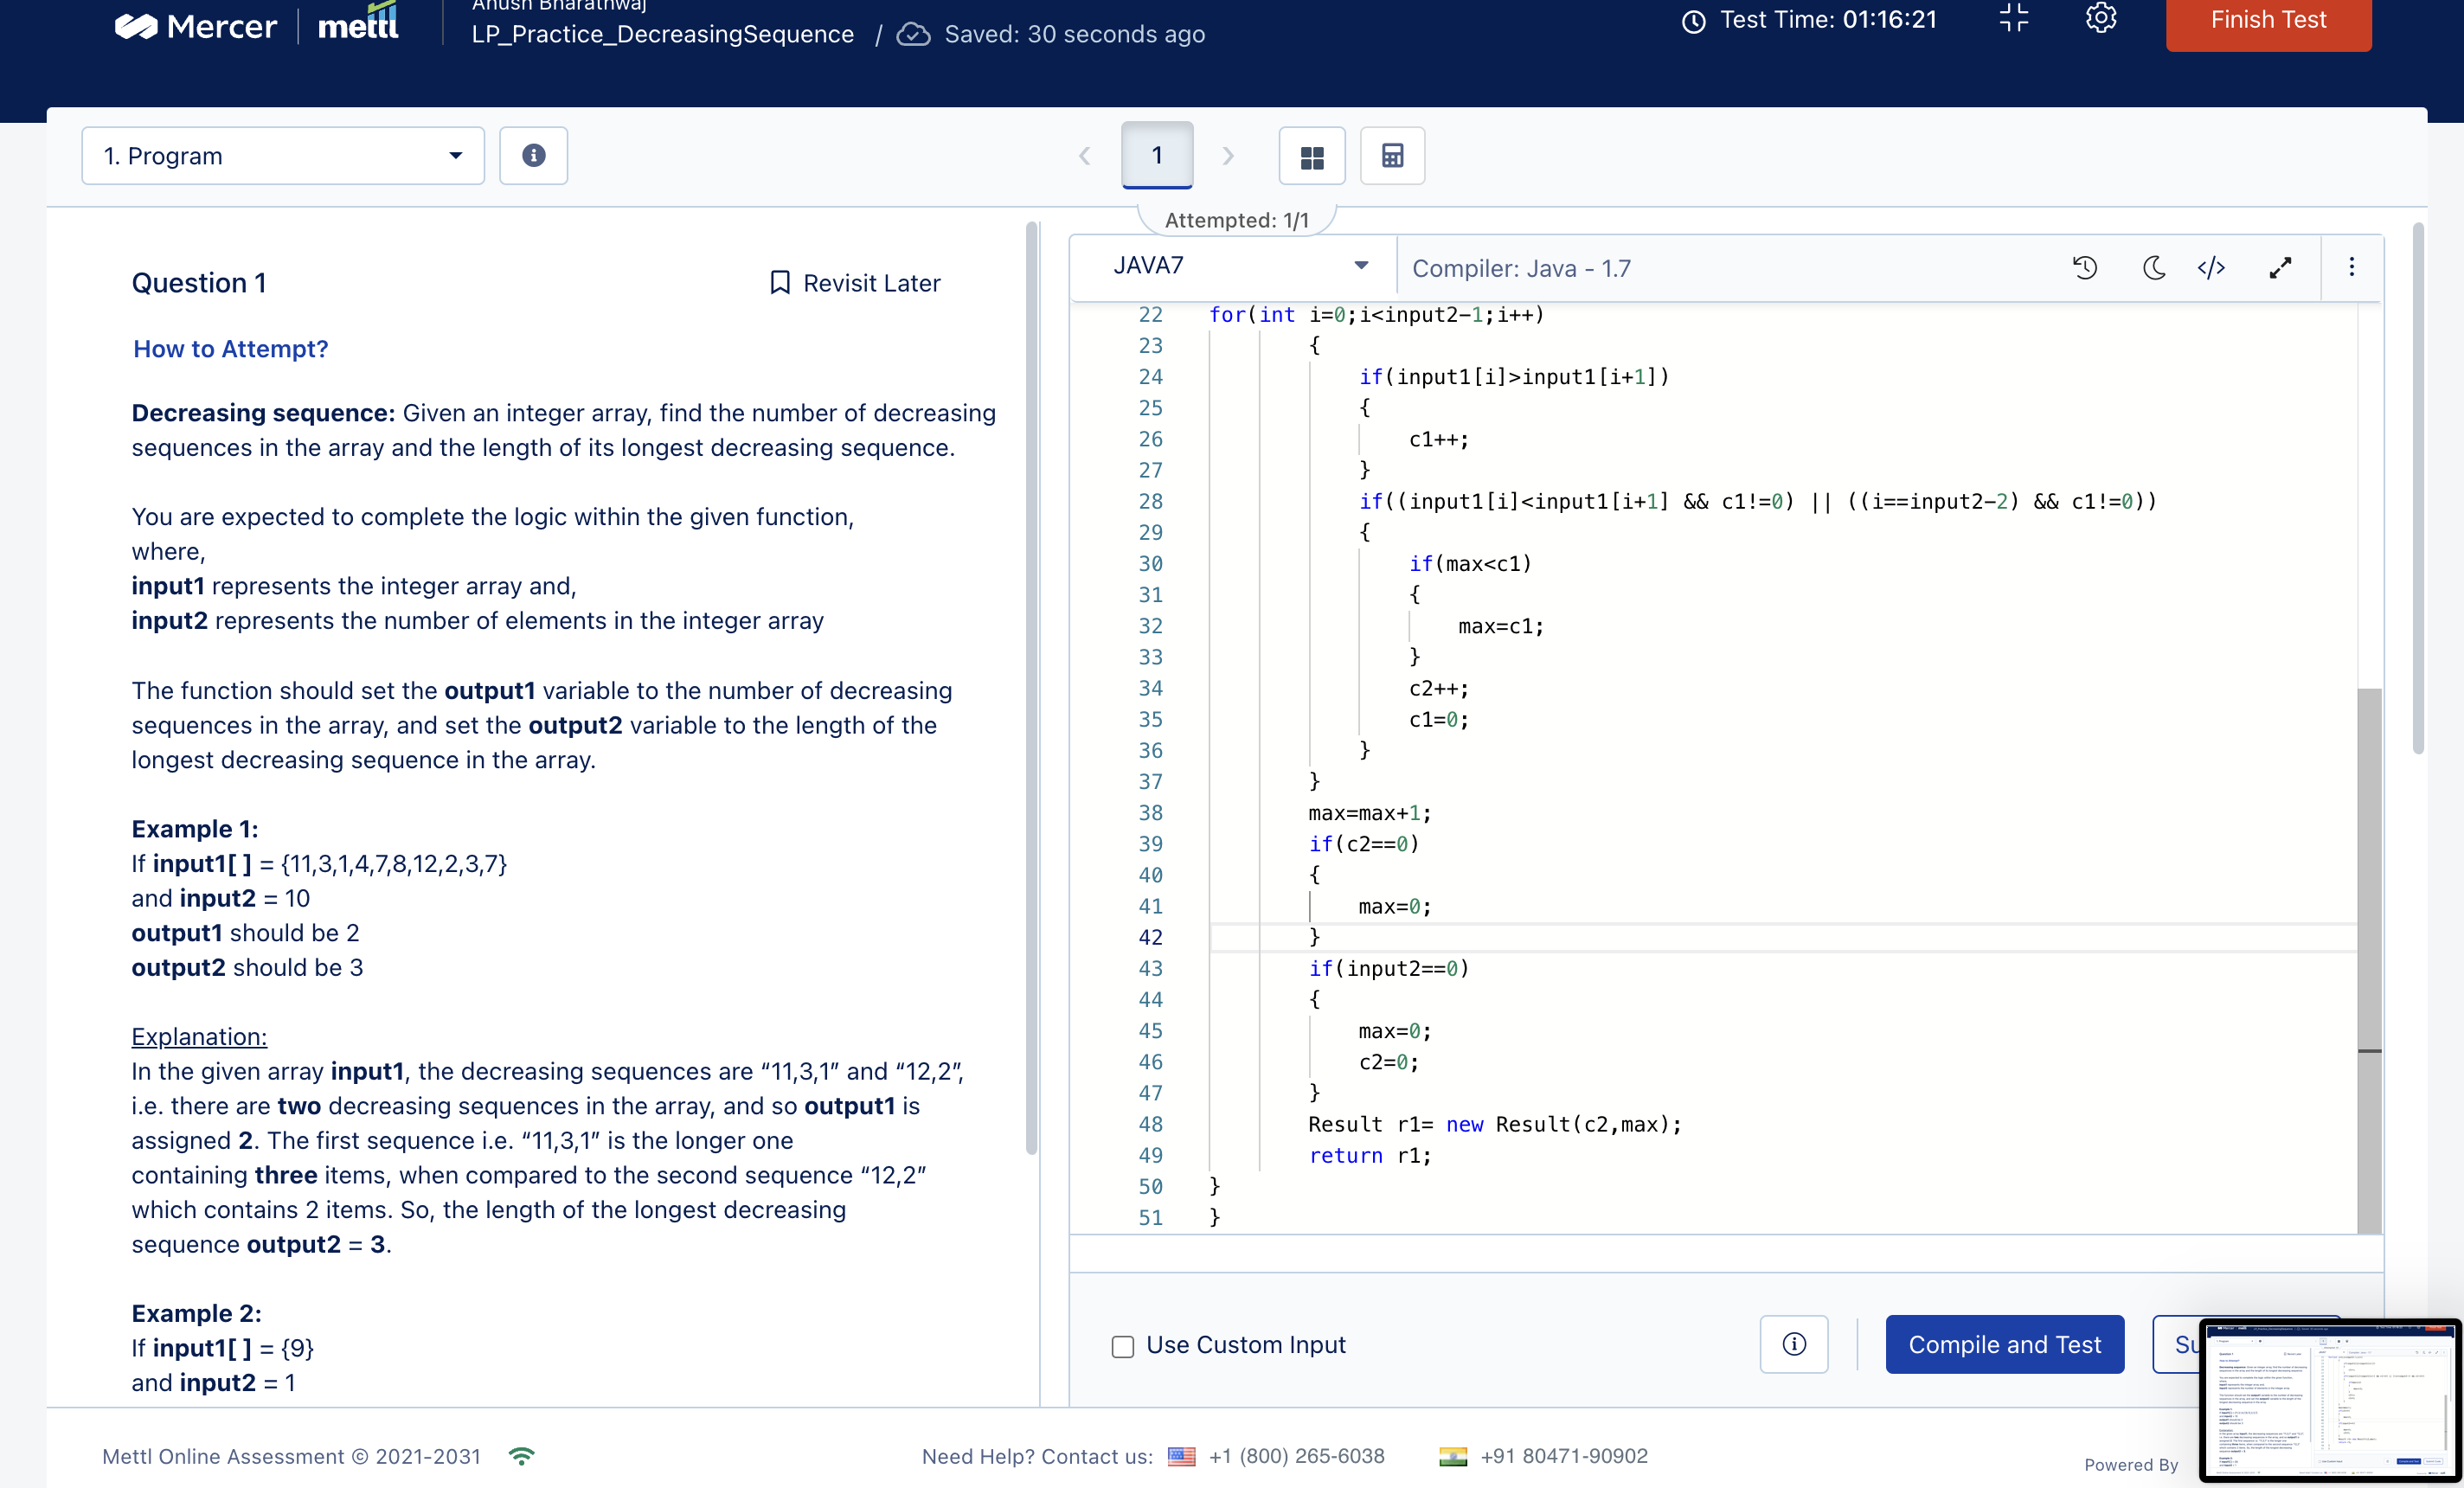 Mercer mettl
Anush Bharathwaj
LP_Practice_DecreasingSequence / Saved: 30 seconds ago
Test Time: 01:16:21
Finish Test
1. Program
1
Attempted: 1/1
Question 1
Revisit Later
How to Attempt?
Decreasing sequence: Given an integer array, find the number of decreasing
sequences in the array and the length of its longest decreasing sequence.
You are expected to complete the logic within the given function,
where,
input1 represents the integer array and,
input2 represents the number of elements in the integer array
The function should set the output1 variable to the number of decreasing
sequences in the array, and set the output2 variable to the length of the
longest decreasing sequence in the array.
Example 1:
If input1[ ] = {11,3,1,4,7,8,12,2,3,7}
and input2 = 10
output1 should be 2
output2 should be 3
Explanation:
In the given array input1, the decreasing sequences are “11,3,1” and “12,2”,
i.e. there are two decreasing sequences in the array, and so output1 is
assigned 2. The first sequence i.e. “11,3,1” is the longer one
containing three items, when compared to the second sequence “12,2”
which contains 2 items. So, the length of the longest decreasing
sequence output2 = 3.
Example 2:
If input1[ ] = {9}
and input2 = 1
JAVA7
Compiler: Java - 1.7
22 for(int i=0;i<input2-1;i++)
23 {
24 if(input1[i]>input1[i+1])
25 {
26 c1++;
27 }
28 if((input1[i]<input1[i+1] && c1!=0) || ((i==input2-2) && c1!=0))
29 {
30 if(max<c1)
31 {
32 max=c1;
33 }
34 c2++;
35 c1=0;
36 }
37 }
38 max=max+1;
39 if(c2==0)
40 {
41 max=0;
42 }
43 if(input2==0)
44 {
45 max=0;
46 c2=0;
47 }
48 Result r1= new Result(c2,max);
49 return r1;
50 }
51 }
Use Custom Input
Compile and Test
Su
Mettl Online Assessment © 2021-2031
Need Help? Contact us: +1 (800) 265-6038 +91 80471-90902
Powered By